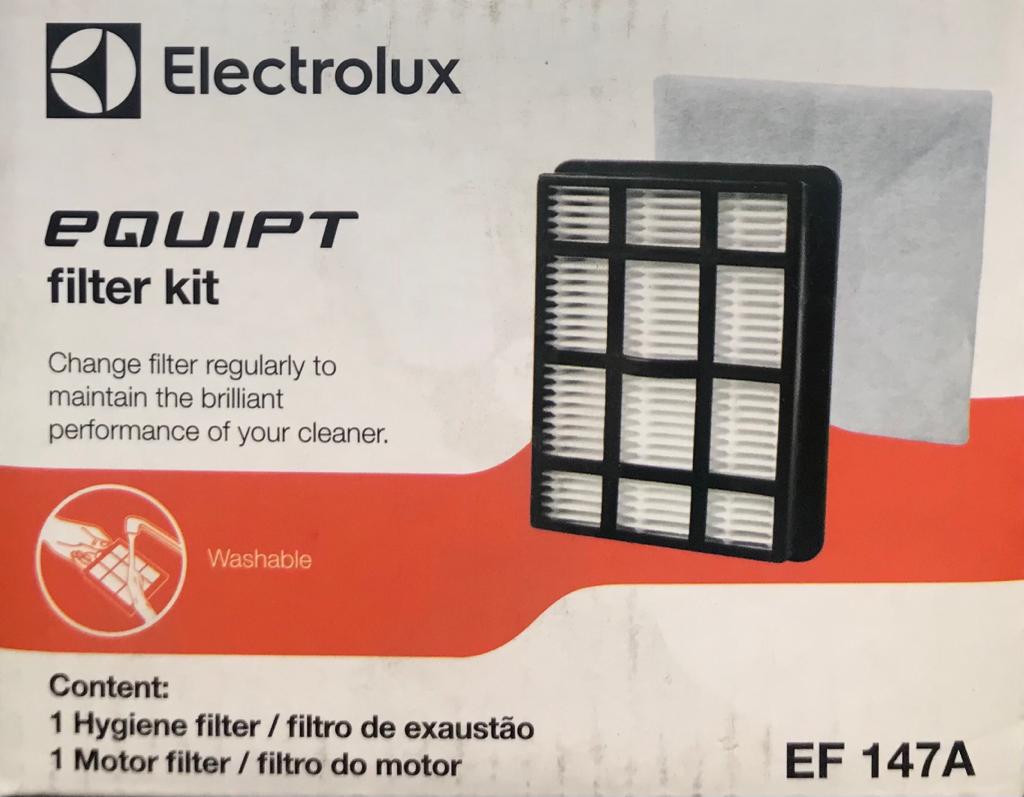 Electrolux
EQUIPT
filter kit
Change filter regularly to
maintain the brilliant
performance of your cleaner.
Washable
Content:
1 Hygiene filter / filtro de exaustão
1 Motor filter / filtro do motor
EF 147A